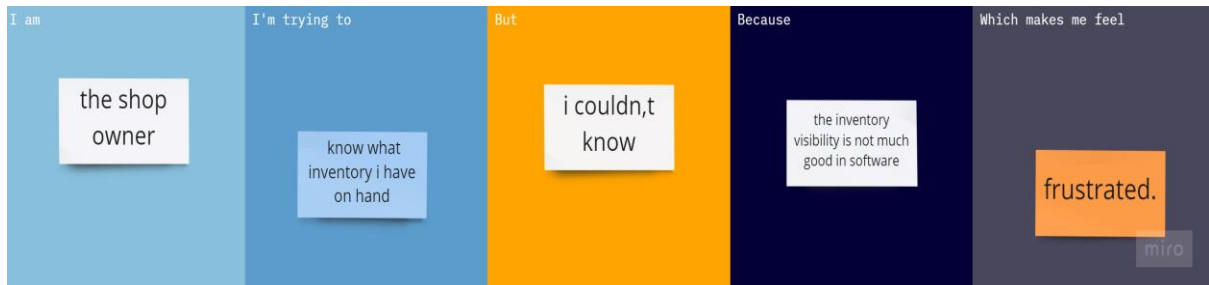 I am
the shop
owner
I'm trying to
know what
inventory i have
on hand
But
i couldn,t
know
Because
the inventory
visibility is not much
good in software
Which makes me feel
frustrated.
miro